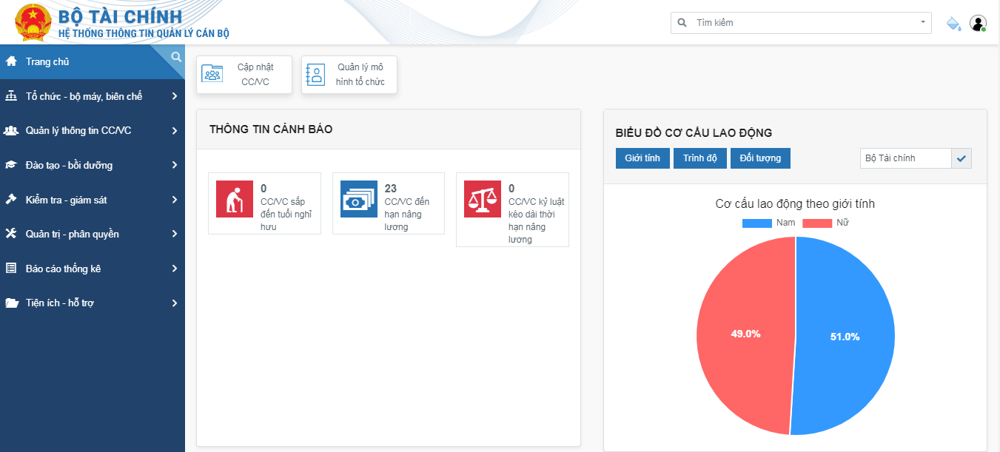 BỘ TÀI CHÍNH
HỆ THỐNG THÔNG TIN QUẢN LÝ CÁN BỘ
Tìm kiếm
Trang chủ
Tổ chức - bộ máy, biên chế
Quản lý thông tin CC/VC
Đào tạo - bồi dưỡng
Kiểm tra - giám sát
Quản trị - phân quyền
Báo cáo thống kê
Tiện ích - hỗ trợ
Cập nhật
CC/VC
Quản lý mô
hình tổ chức
THÔNG TIN CẢNH BÁO
0
CC/VC sắp
đến tuổi nghỉ
hưu
23
CC/VC đến
hạn nâng
lương
0
CC/VC kỷ luật
kéo dài thời
hạn nâng
lương
BIỂU ĐỒ CƠ CẤU LAO ĐỘNG
Giới tính
Trình độ
Đối tượng
Bộ Tài chính
Cơ cấu lao động theo giới tính
Nam
Nữ
49.0%
51.0%